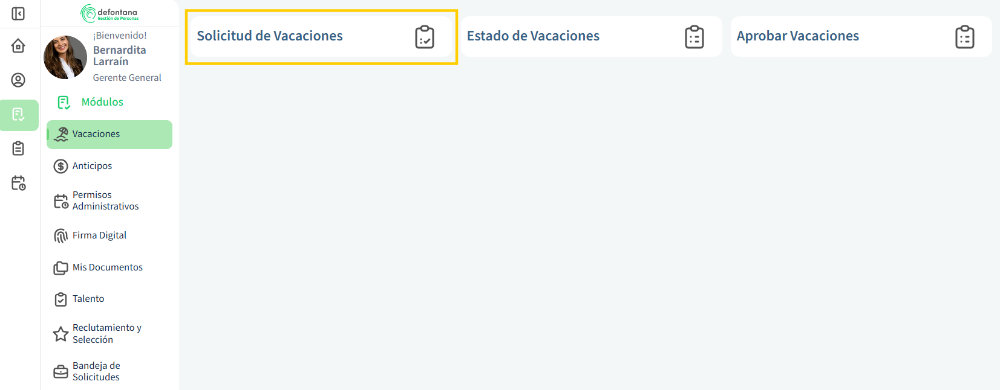 defontana
Gestión de Personas
¡Bienvenido!
Bernardita
Larraín
Gerente General
Módulos
Vacaciones
Anticipos
Permisos
Administrativos
Firma Digital
Mis Documentos
Talento
Reclutamiento y
Selección
Bandeja de
Solicitudes
Solicitud de Vacaciones
Estado de Vacaciones
Aprobar Vacaciones